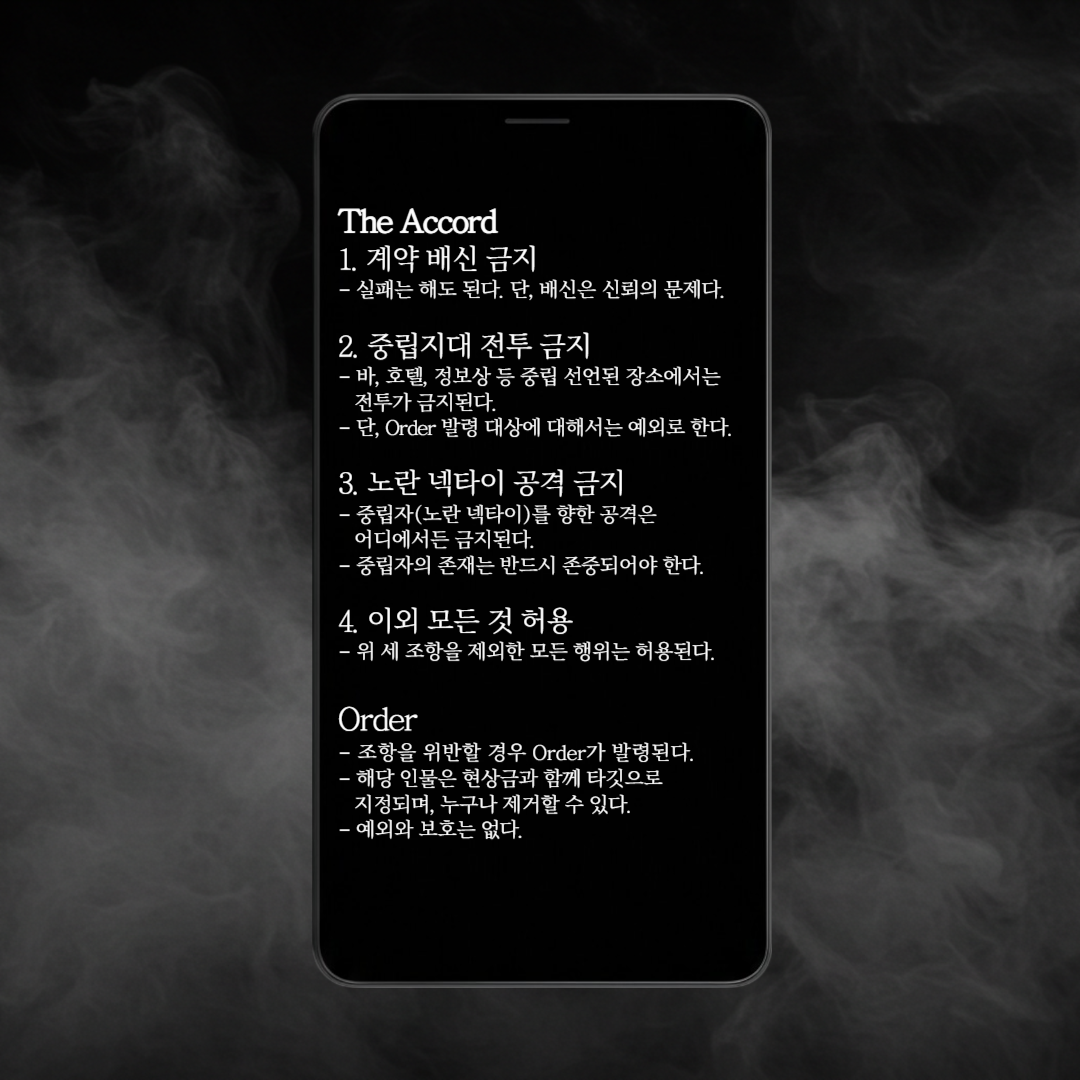 The Accord
1. 계약 배신 금지
- 실패는 해도 된다. 단, 배신은 신뢰의 문제다.
2. 중립지대 전투 금지
- 바, 호텔, 정보상 등 중립 선언된 장소에서는
전투가 금지된다.
- 단, Order 발령 대상에 대해서는 예외로 한다.
3. 노란 넥타이 공격 금지
- 중립자(노란 넥타이)를 향한 공격은
어디에서든 금지된다.
- 중립자의 존재는 반드시 존중되어야 한다.
4. 이외 모든 것 허용
- 위 세 조항을 제외한 모든 행위는 허용된다.
Order
- 조항을 위반할 경우 Order가 발령된다.
- 해당 인물은 현상금과 함께 타깃으로
지정되며, 누구나 제거할 수 있다.
- 예외와 보호는 없다.